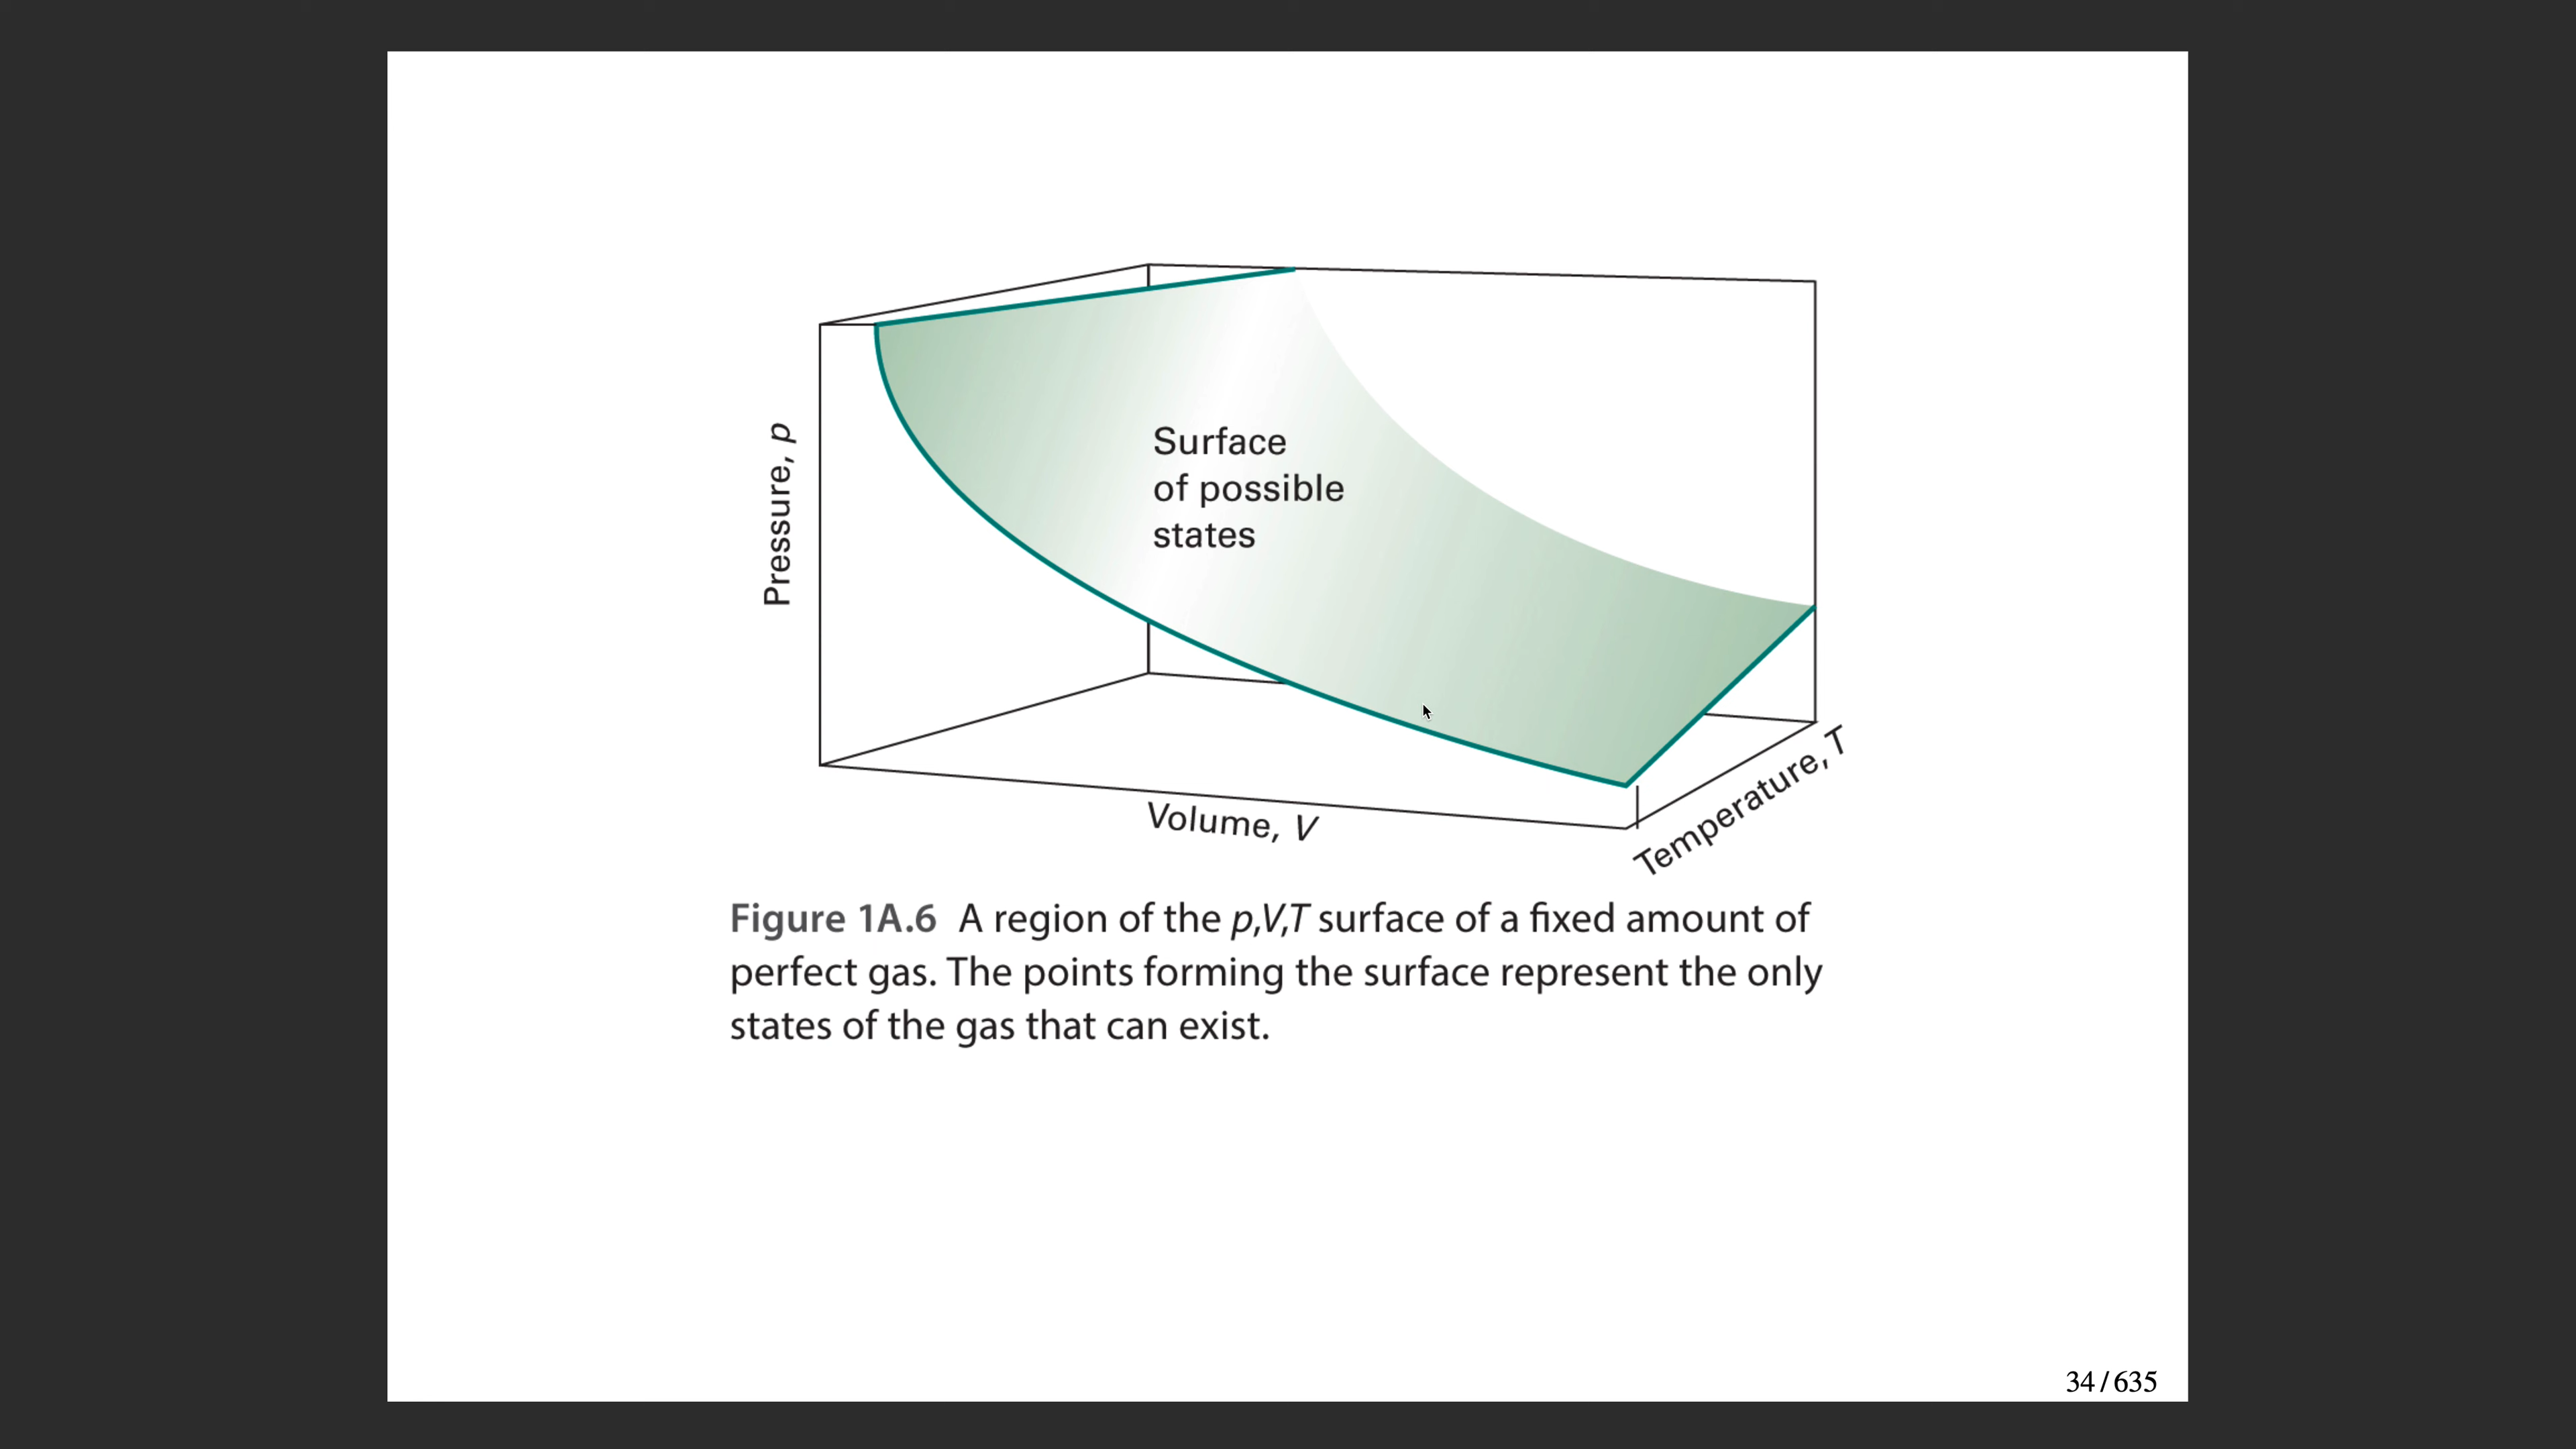 Pressure, p
Surface
of possible
states
Volume, V
Temperature, T
Figure 1A.6 A region of the p,V,T surface of a fixed amount of
perfect gas. The points forming the surface represent the only
states of the gas that can exist.
34/635